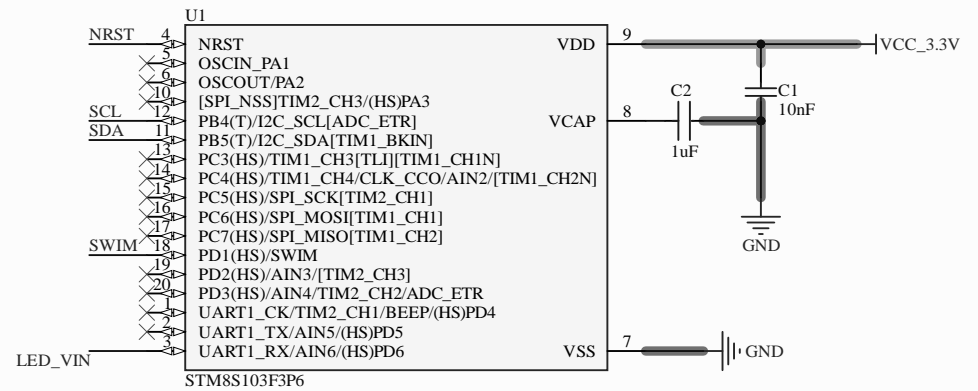 U1
NRST 4 NRST
5 OSCIN_PA1
6 OSCOUT/PA2
10 [SPI_NSS]TIM2_CH3/(HS)PA3
SCL 12 PB4(T)/I2C_SCL[ADC_ETR]
SDA 11 PB5(T)/I2C_SDA[TIM1_BKIN]
13 PC3(HS)/TIM1_CH3[TLI][TIM1_CH1N]
14 PC4(HS)/TIM1_CH4/CLK_CCO/AIN2/[TIM1_CH2N]
15 PC5(HS)/SPI_SCK[TIM2_CH1]
16 PC6(HS)/SPI_MOSI[TIM1_CH1]
17 PC7(HS)/SPI_MISO[TIM1_CH2]
SWIM 18 PD1(HS)/SWIM
19 PD2(HS)/AIN3/[TIM2_CH3]
20 PD3(HS)/AIN4/TIM2_CH2/ADC_ETR
1 UART1_CK/TIM2_CH1/BEEP/(HS)PD4
2 UART1_TX/AIN5/(HS)PD5
LED_VIN 3 UART1_RX/AIN6/(HS)PD6
STM8S103F3P6
VDD 9 VCC_3.3V
C1
10nF
VCAP 8
C2
1uF
GND
VSS 7 GND